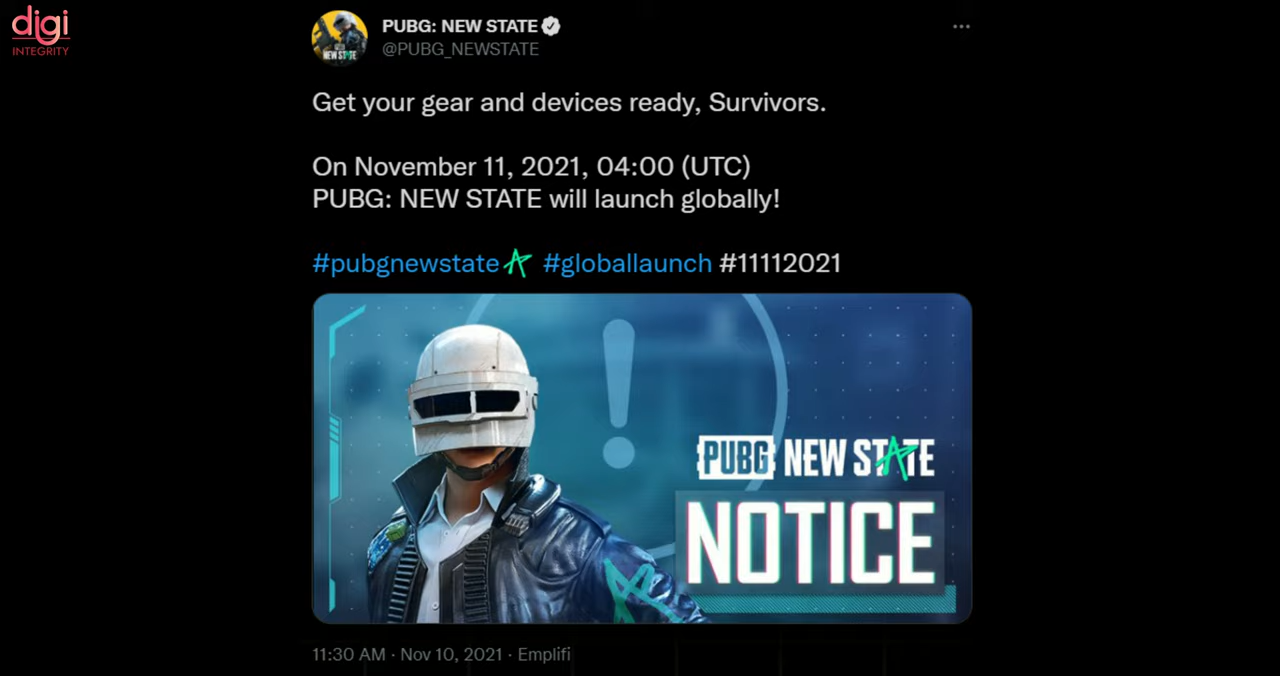 digi
INTEGRITY
PUBG: NEW STATE
@PUBG_NEWSTATE
Get your gear and devices ready, Survivors.
On November 11, 2021, 04:00 (UTC)
PUBG: NEW STATE will launch globally!
#pubgnewstate #globallaunch #11112021
PUBG NEW STATE
NOTICE
11:30 AM · Nov 10, 2021 · Emplifi